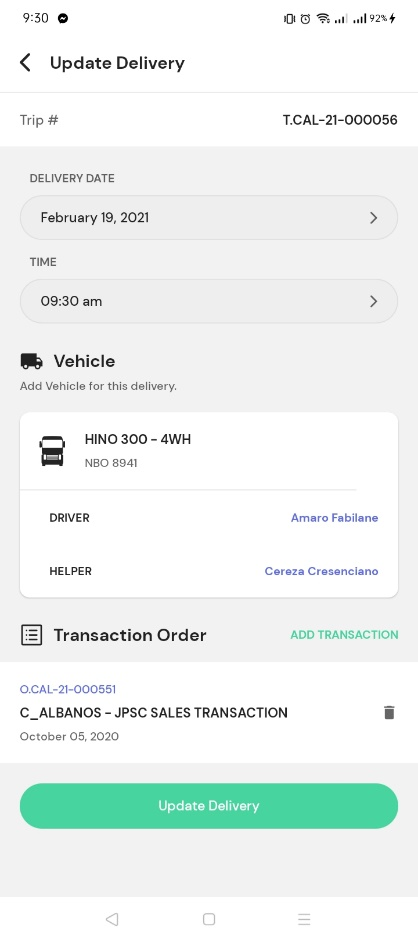 9:30
92%
Update Delivery
Trip #
T.CAL-21-000056
DELIVERY DATE
February 19, 2021
TIME
09:30 am
Vehicle
Add Vehicle for this delivery.
HINO 300 - 4WH
NBO 8941
DRIVER
Amaro Fabilane
HELPER
Cereza Cresenciano
Transaction Order
ADD TRANSACTION
O.CAL-21-000551
C_ALBANOS - JPSC SALES TRANSACTION
October 05, 2020
Update Delivery